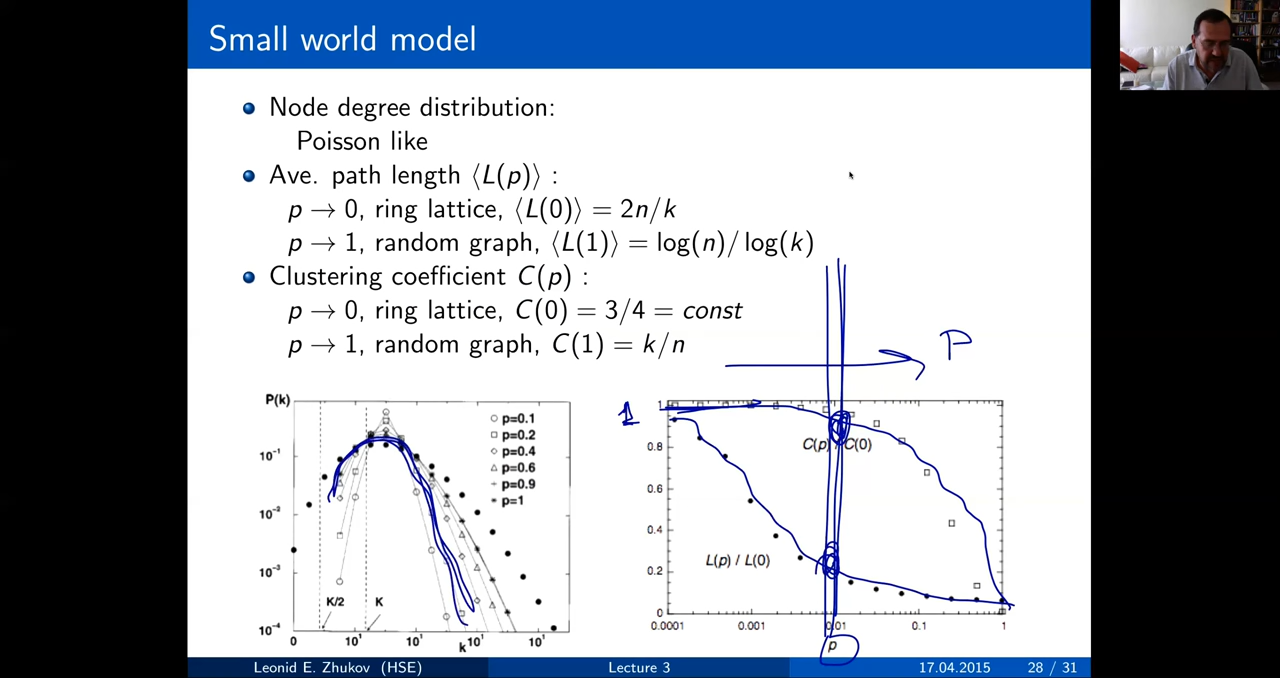 Small world model
Node degree distribution:
Poisson like
Ave. path length ⟨L(p)⟩ :
p → 0, ring lattice, ⟨L(0)⟩ = 2n/k
p → 1, random graph, ⟨L(1)⟩ = log(n)/ log(k)
Clustering coefficient C(p) :
p → 0, ring lattice, C(0) = 3/4 = const
p → 1, random graph, C(1) = k/n
P
P(k)
10⁻¹
10⁻²
10⁻³
10⁻⁴
p=0.1
p=0.2
p=0.4
p=0.6
p=0.9
p=1
K/2
K
0
10¹
10¹
10¹
10¹
k
1
1
0.8
0.6
0.4
0.2
0
C(p) / C(0)
L(p) / L(0)
0.0001
0.001
0.01
0.1
1
p
Leonid E. Zhukov (HSE)
Lecture 3
17.04.2015
28 / 31